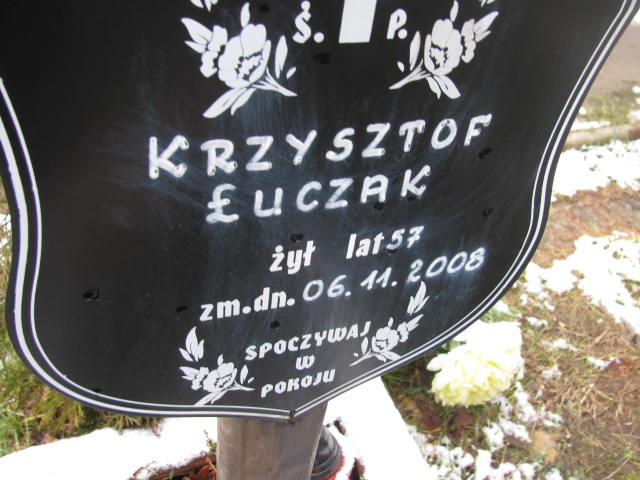 Ś. P.
KRZYSZTOF
ŁUCZAK
żył lat 57
zm.dn. 06.11.2008
SPOCZYWAJ
W
POKOJU